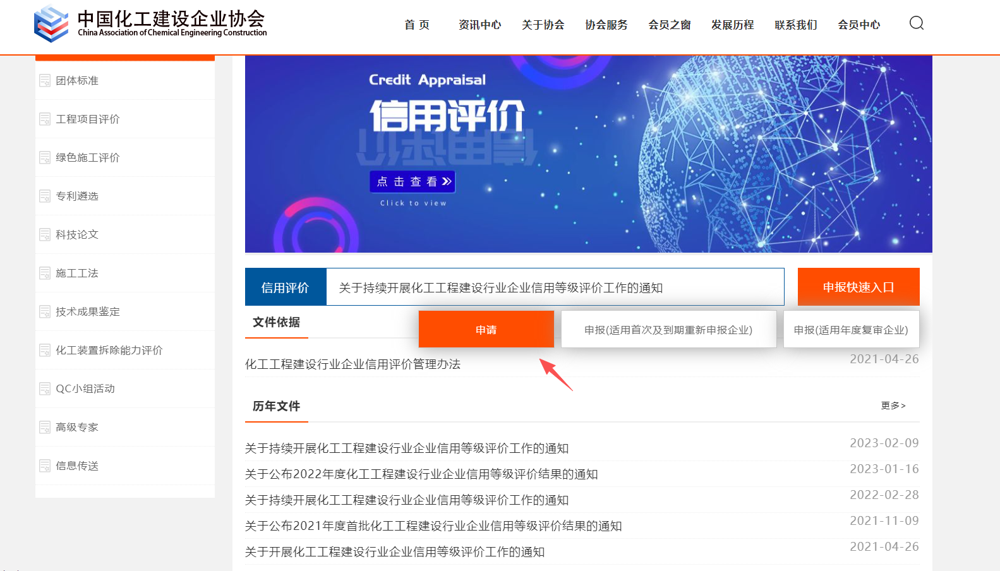 中国化工建设企业协会
China Association of Chemical Engineering Construction
首 页 资讯中心 关于协会 协会服务 会员之窗 发展历程 联系我们 会员中心
团体标准
工程项目评价
绿色施工评价
专利遴选
科技论文
施工工法
技术成果鉴定
化工装置拆除能力评价
QC小组活动
高级专家
信息传送
Credit Appraisal
信用评价
点击查看
Click to view
信用评价 关于持续开展化工工程建设行业企业信用等级评价工作的通知 申报快速入口
文件依据
申请 申报(适用首次及到期重新申报企业) 申报(适用年度复审企业)
化工工程建设行业企业信用评价管理办法 2021-04-26
历年文件 更多>
关于持续开展化工工程建设行业企业信用等级评价工作的通知 2023-02-09
关于公布2022年度化工工程建设行业企业信用等级评价结果的通知 2023-01-16
关于持续开展化工工程建设行业企业信用等级评价工作的通知 2022-02-28
关于公布2021年度首批化工工程建设行业企业信用等级评价结果的通知 2021-11-09
关于开展化工工程建设行业企业信用等级评价工作的通知 2021-04-26